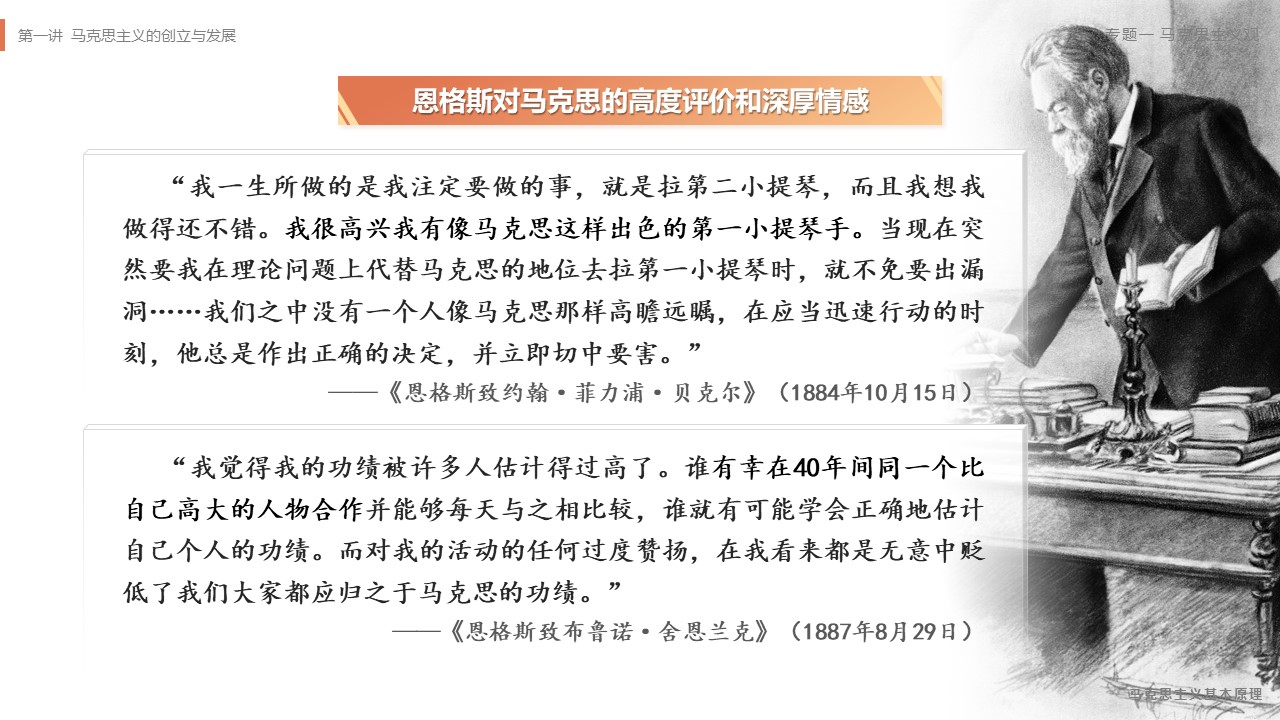 第一讲 马克思主义的创立与发展
专题一 马克思主义观
恩格斯对马克思的高度评价和深厚情感
“我一生所做的是我注定要做的事，就是拉第二小提琴，而且我想我
做得还不错。我很高兴我有像马克思这样出色的第一小提琴手。当现在突
然要我在理论问题上代替马克思的地位去拉第一小提琴时，就不免要出漏
洞……我们之中没有一个人像马克思那样高瞻远瞩，在应当迅速行动的时
刻，他总是作出正确的决定，并立即切中要害。”
——《恩格斯致约翰·菲力浦·贝克尔》（1884年10月15日）
“我觉得我的功绩被许多人估计得过高了。谁有幸在40年间同一个比
自己高大的人物合作并能够每天与之相比较，谁就有可能学会正确地估计
自己个人的功绩。而对我的活动的任何过度赞扬，在我看来都是无意中贬
低了我们大家都应归之于马克思的功绩。”
——《恩格斯致布鲁诺·舍恩兰克》（1887年8月29日）
马克思主义基本原理